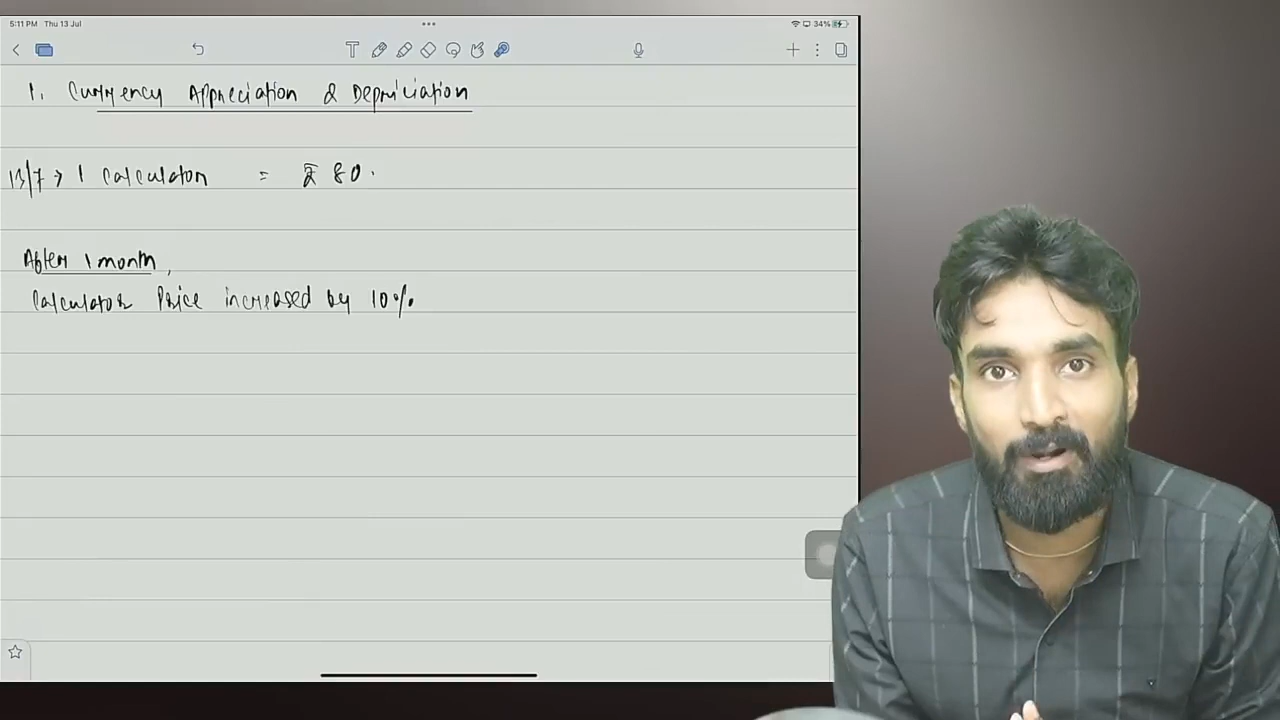 5:11 PM Thu 13 Jul
34%
1. Currency Appreciation & Depriciation
13/7 → 1 Calculator = ₹ 80.
After 1 month,
Calculator Price increased by 10%